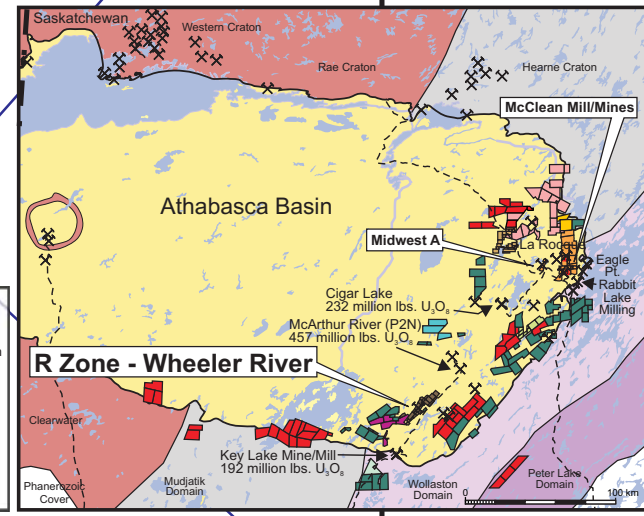 Saskatchewan
Western Craton
Rae Craton
Hearne Craton
McClean Mill/Mines
Athabasca Basin
Midwest A
La Rocque
Eagle
Pt.
Rabbit
Lake
Milling
Cigar Lake
232 million lbs. U₃O₈
McArthur River (P2N)
457 million lbs. U₃O₈
R Zone - Wheeler River
Clearwater
Key Lake Mine/Mill
192 million lbs. U₃O₈
Mudjatik
Domain
Phanerozoic
Cover
Wollaston
Domain
Peter Lake
Domain
0
100 km